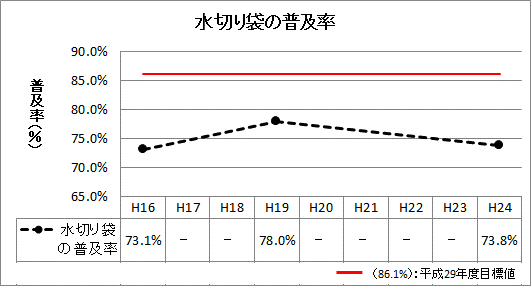 水切り袋の普及率
普及率(%)
90.0%
85.0%
80.0%
75.0%
70.0%
65.0%
H16 H17 H18 H19 H20 H21 H22 H23 H24
水切り袋の普及率 73.1% － － 78.0% － － － － 73.8%
（86.1%）：平成29年度目標値